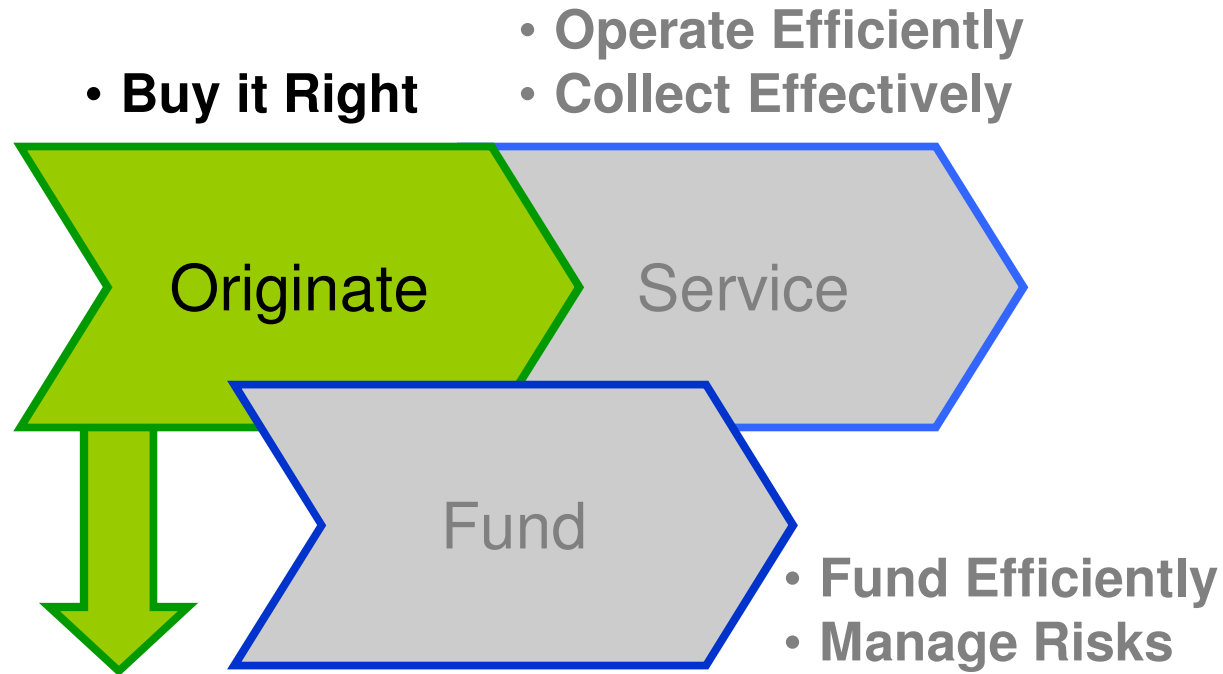 • Operate Efficiently
• Buy it Right
• Collect Effectively
Originate
Service
Fund
• Fund Efficiently
• Manage Risks